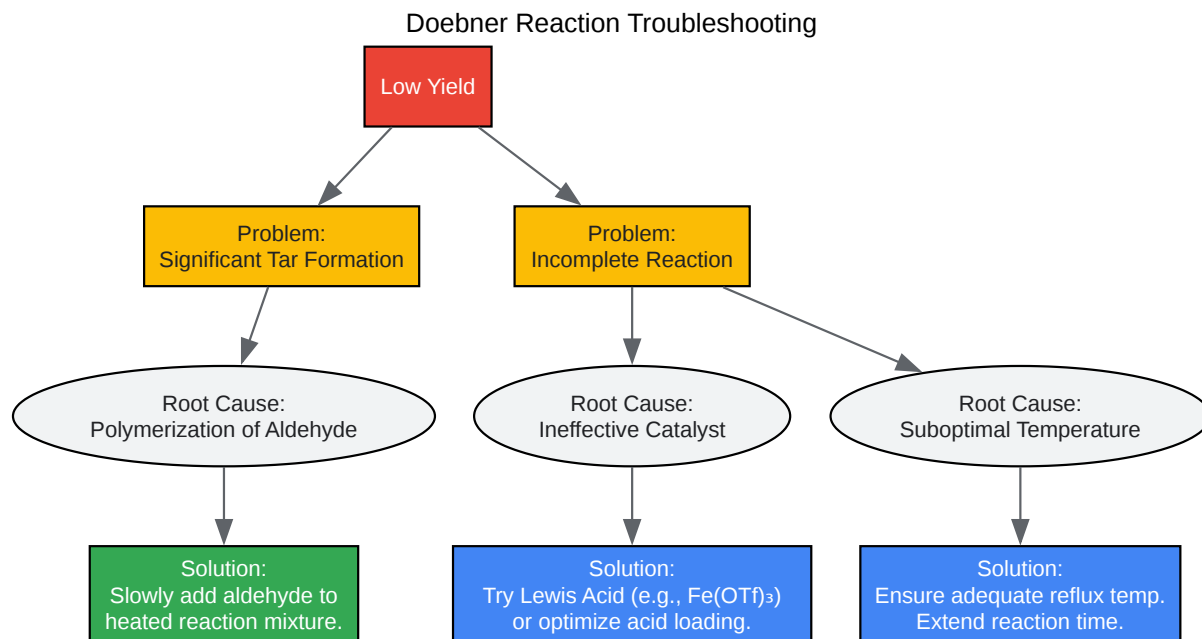 Doebner Reaction Troubleshooting
Low Yield
Problem:
Significant Tar Formation
Problem:
Incomplete Reaction
Root Cause:
Polymerization of Aldehyde
Root Cause:
Ineffective Catalyst
Root Cause:
Suboptimal Temperature
Solution:
Slowly add aldehyde to
heated reaction mixture.
Solution:
Try Lewis Acid (e.g., Fe(OTf)₃)
or optimize acid loading.
Solution:
Ensure adequate reflux temp.
Extend reaction time.